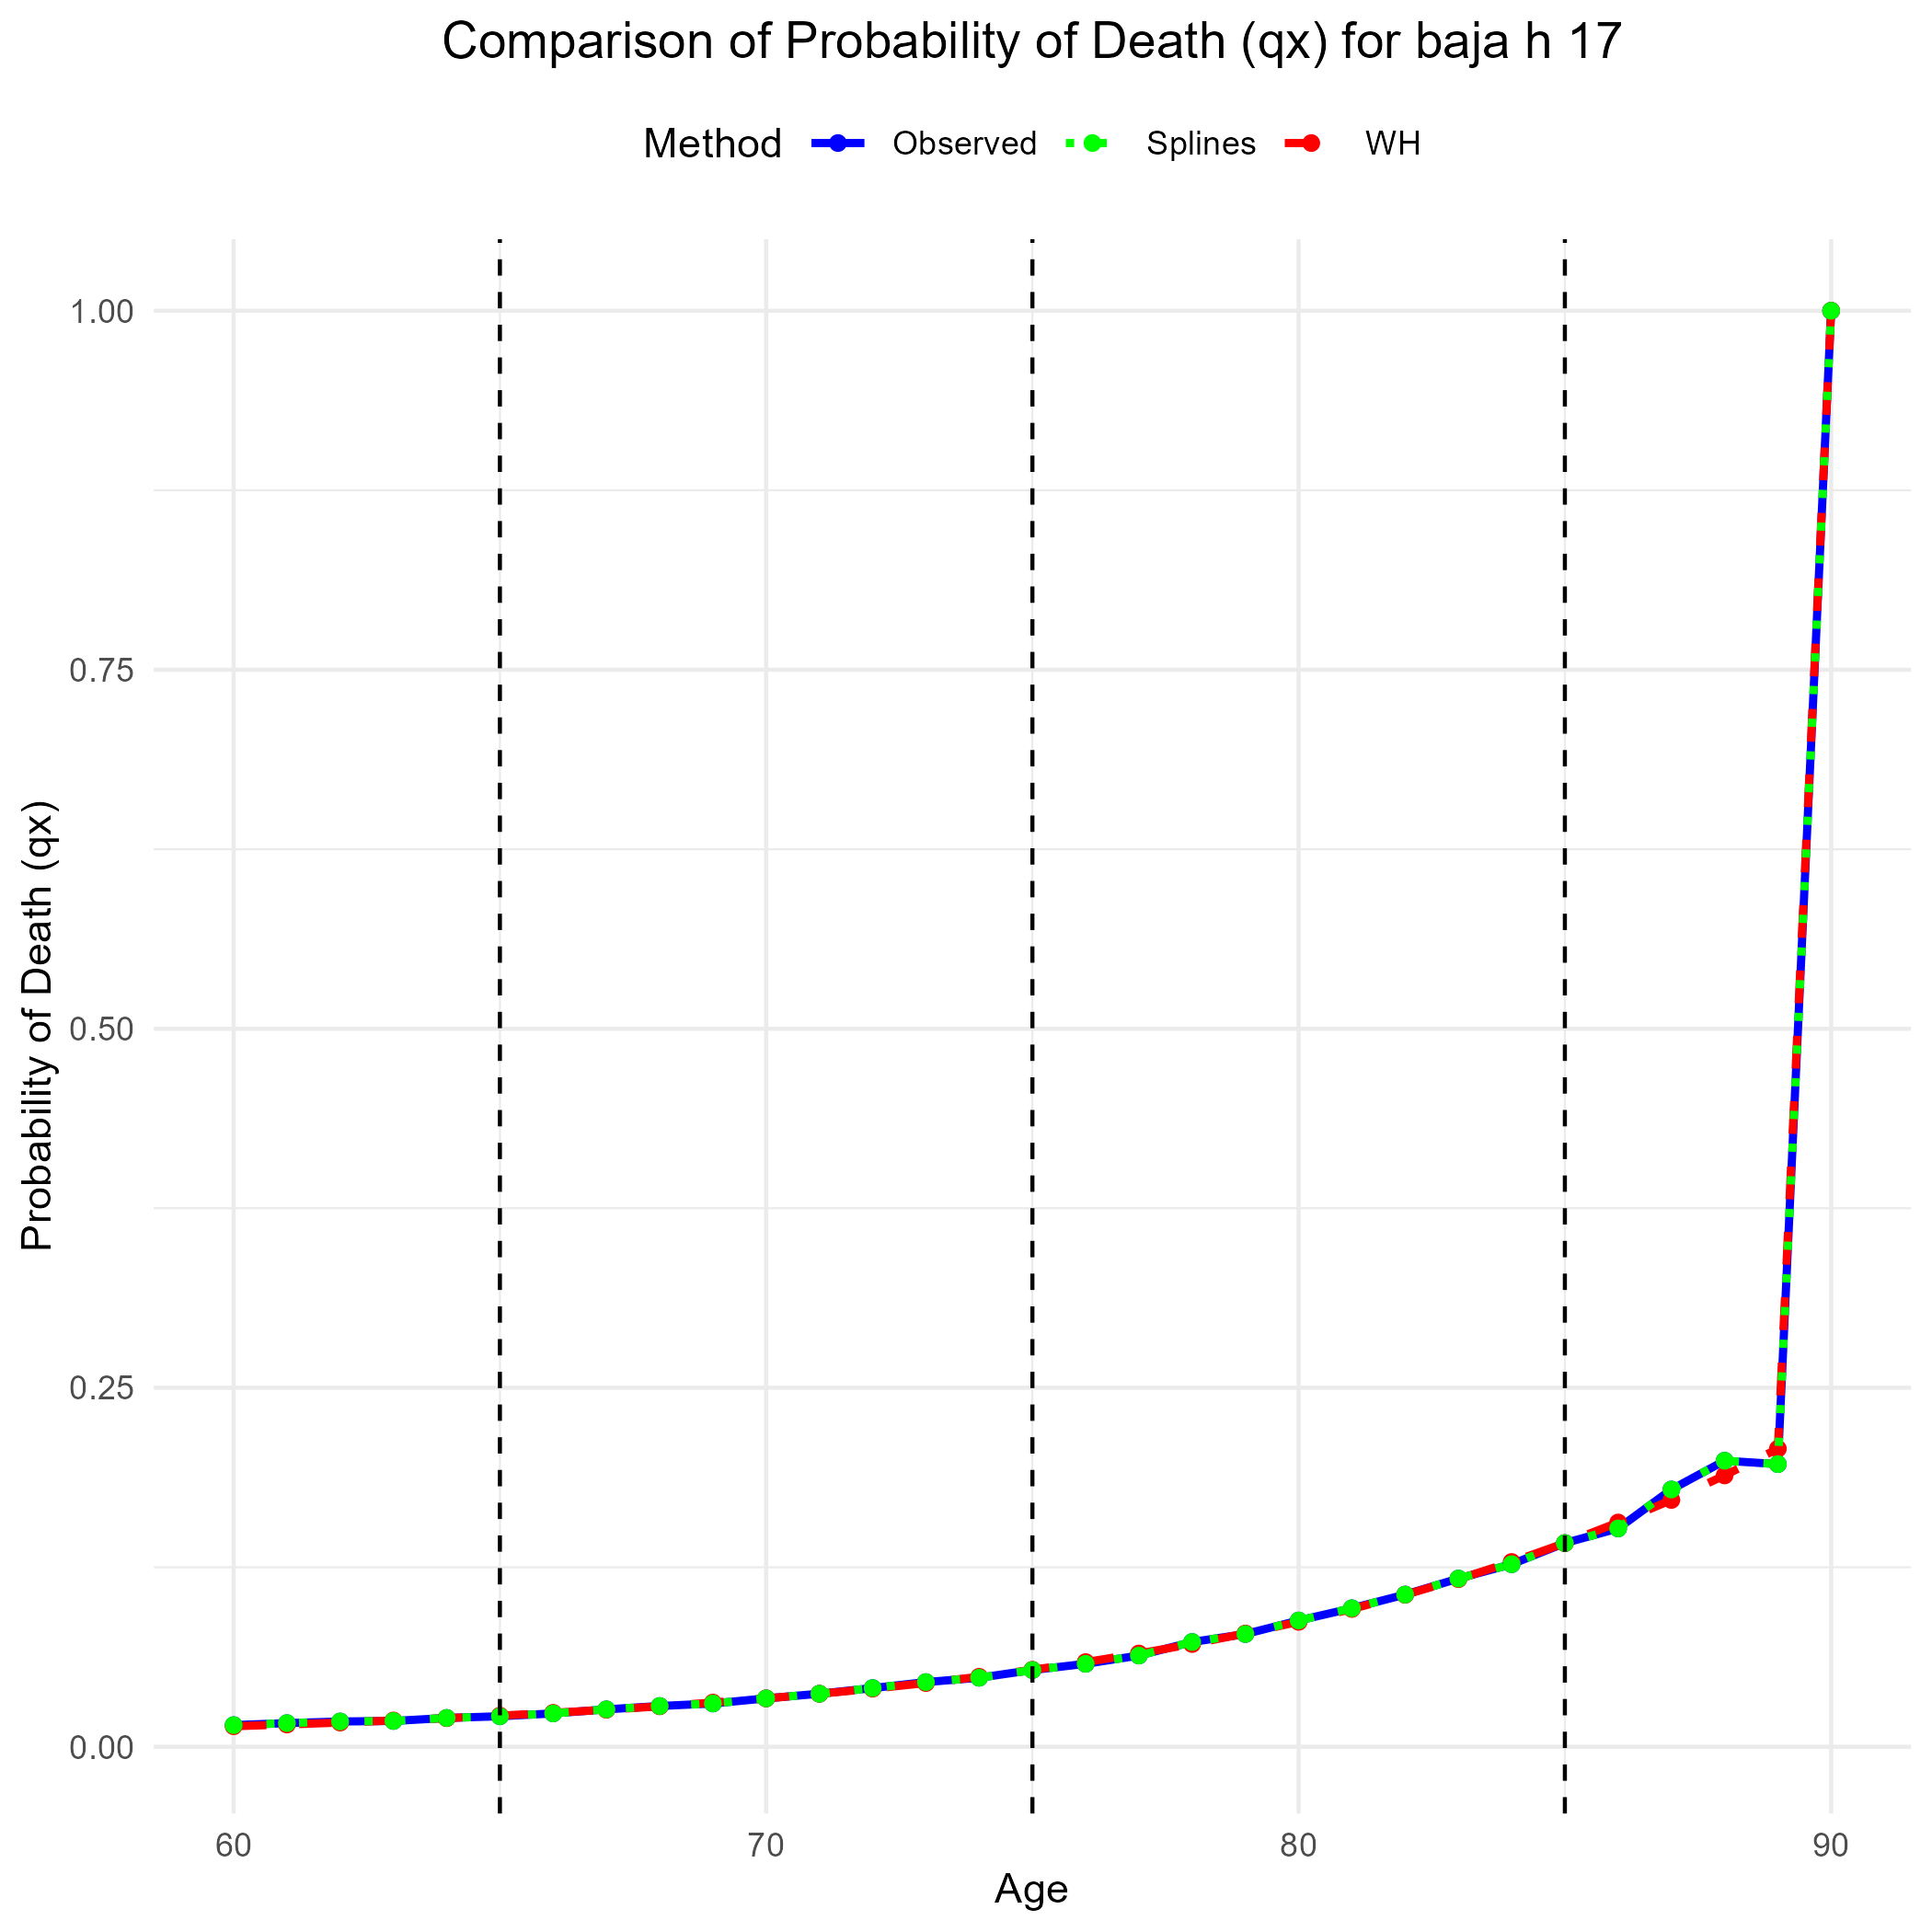 Comparison of Probability of Death (qx) for baja h 17
Method Observed Splines WH
1.00
0.75
0.50
0.25
0.00
Probability of Death (qx)
60 70 80 90
Age